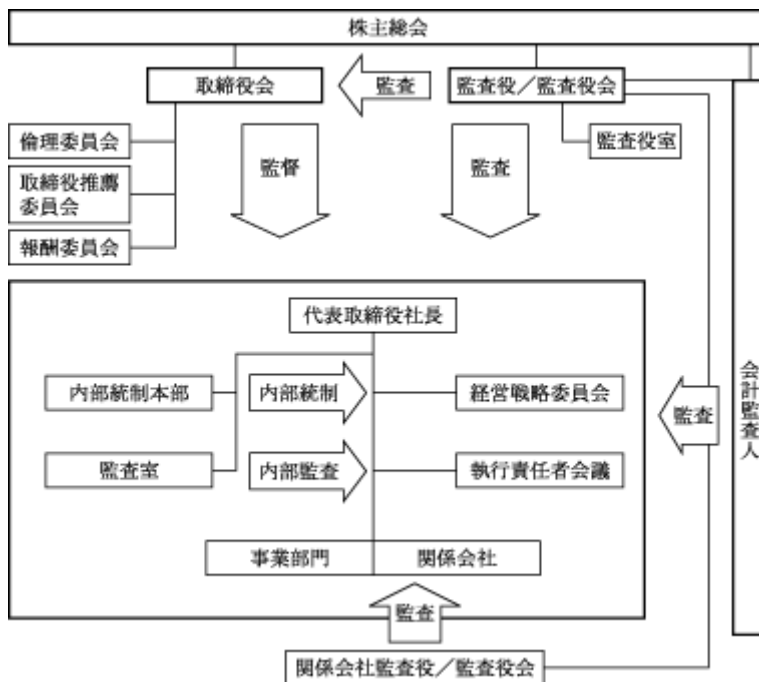 株主総会
取締役会
監査
監査役／監査役会
倫理委員会
監督
監査
監査役室
取締役推薦
委員会
報酬委員会
代表取締役社長
内部統制本部
内部統制
経営戦略委員会
監査
会計監査人
監査室
内部監査
執行責任者会議
事業部門
関係会社
監査
関係会社監査役／監査役会